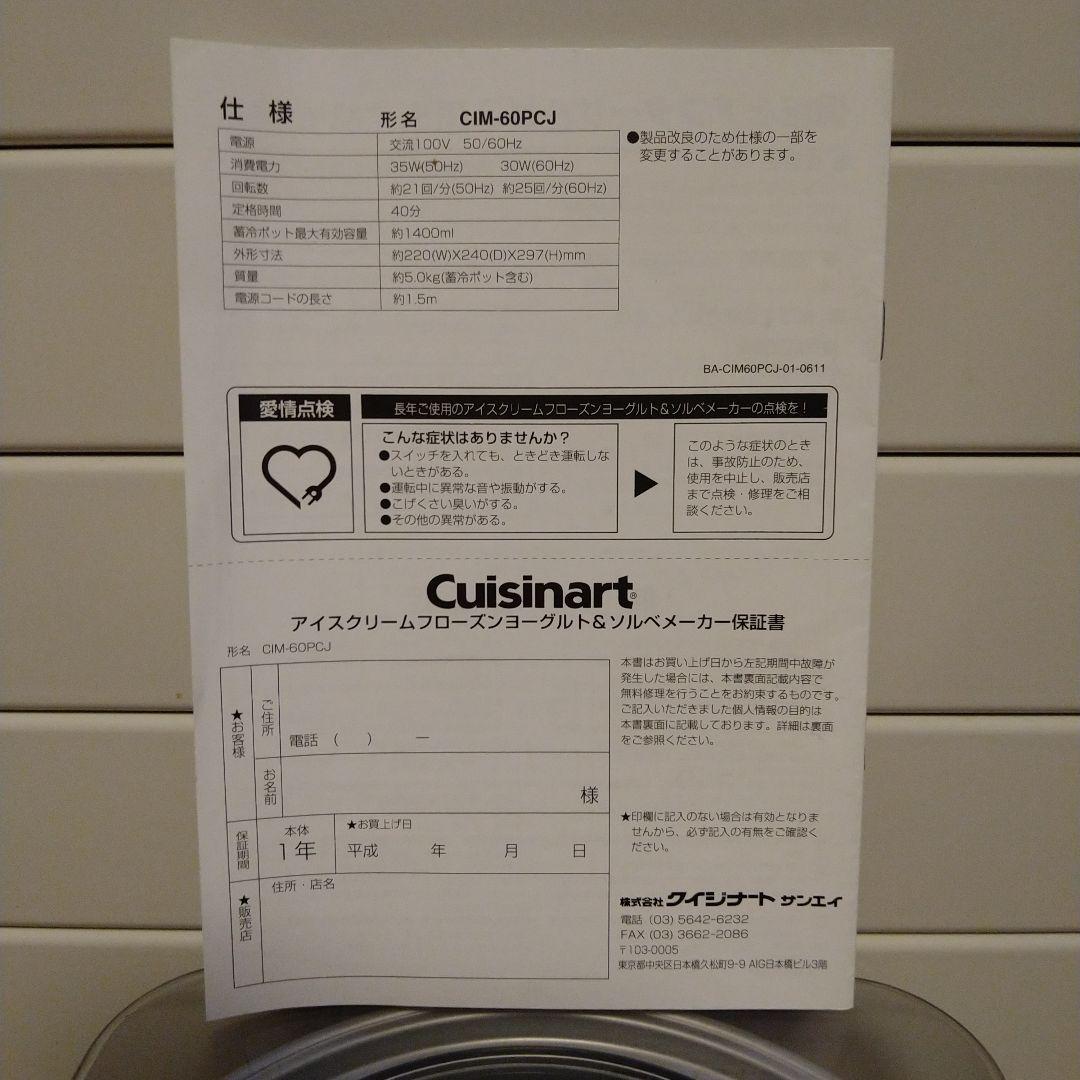 仕 様
形名 CIM-60PCJ
電源 交流100V 50/60Hz
消費電力 35W(50Hz) 30W(60Hz)
回転数 約21回/分(50Hz) 約25回/分(60Hz)
定格時間 40分
蓄冷ポット最大有効容量 約1400ml
外形寸法 約220(W)X240(D)X297(H)mm
質量 約5.0kg(蓄冷ポット含む)
電源コードの長さ 約1.5m
●製品改良のため仕様の一部を
変更することがあります。
BA-CIM60PCJ-01-0611
愛情点検
長年ご使用のアイスクリームフローズンヨーグルト&ソルベメーカーの点検を!
こんな症状はありませんか?
●スイッチを入れても、ときどき運転しな
いときがある。
●運転中に異常な音や振動がする。
●こげくさい臭いがする。
●その他の異常がある。
このような症状のとき
は、事故防止のため、
使用を中止し、販売店
まで点検・修理をご相
談ください。
Cuisinart®
アイスクリームフローズンヨーグルト&ソルベメーカー保証書
形名 CIM-60PCJ
★お客様
ご住所
電話 ( ) ー
お名前
様
保証期間
本体
1年
★お買上げ日
平成 年 月 日
★販売店
住所・店名
本書はお買い上げ日から左記期間中故障が
発生した場合には、本書裏面記載内容で
無料修理を行うことをお約束するものです。
ご記入いただきました個人情報の目的は
本書裏面に記載しております。詳細は裏面
をご参照ください。
★印欄に記入のない場合は有効となりま
せんから、必ず記入の有無をご確認く
ださい。
株式会社 クイジナート サンエイ
電話 (03) 5642-6232
FAX (03) 3662-2086
〒103-0005
東京都中央区日本橋久松町9-9 AIG日本橋ビル3階